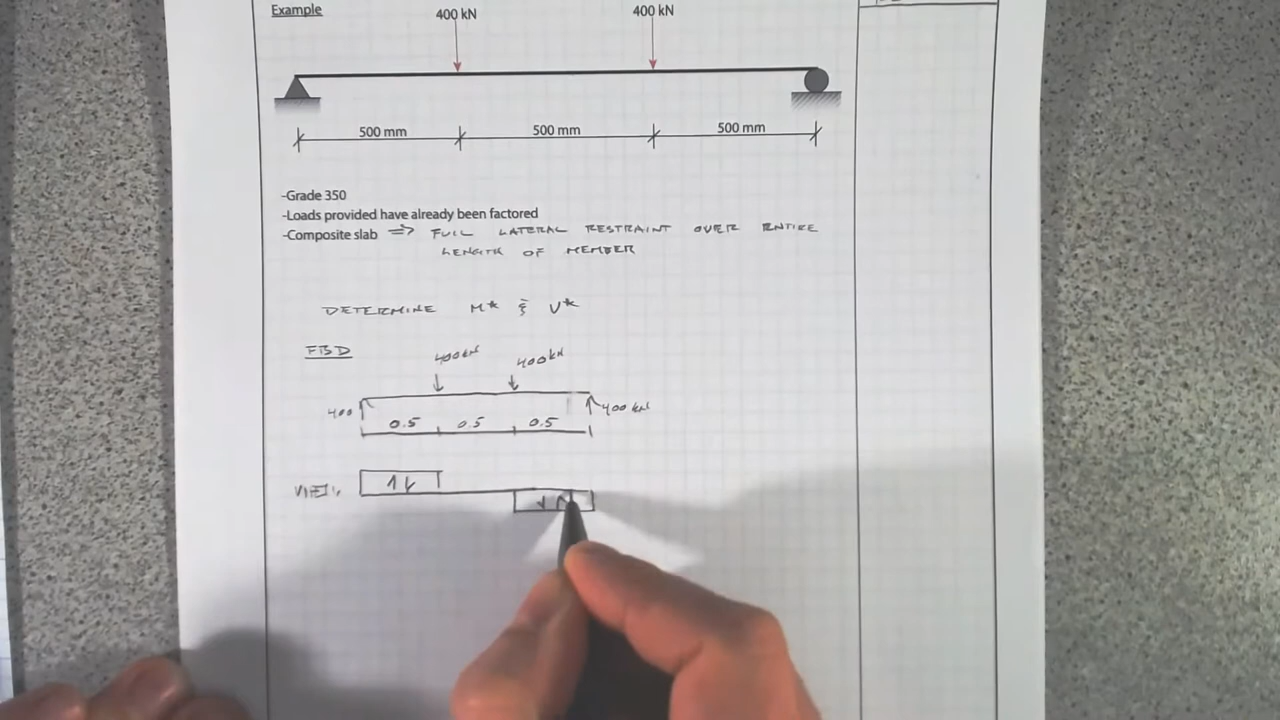 Example
400 kN 400 kN
500 mm 500 mm 500 mm
-Grade 350
-Loads provided have already been factored
-Composite slab => FULL LATERAL RESTRAINT OVER ENTIRE
LENGTH OF MEMBER
DETERMINE M* & V*
FBD
400kN 400kN
400 400 kN
0.5 0.5 0.5